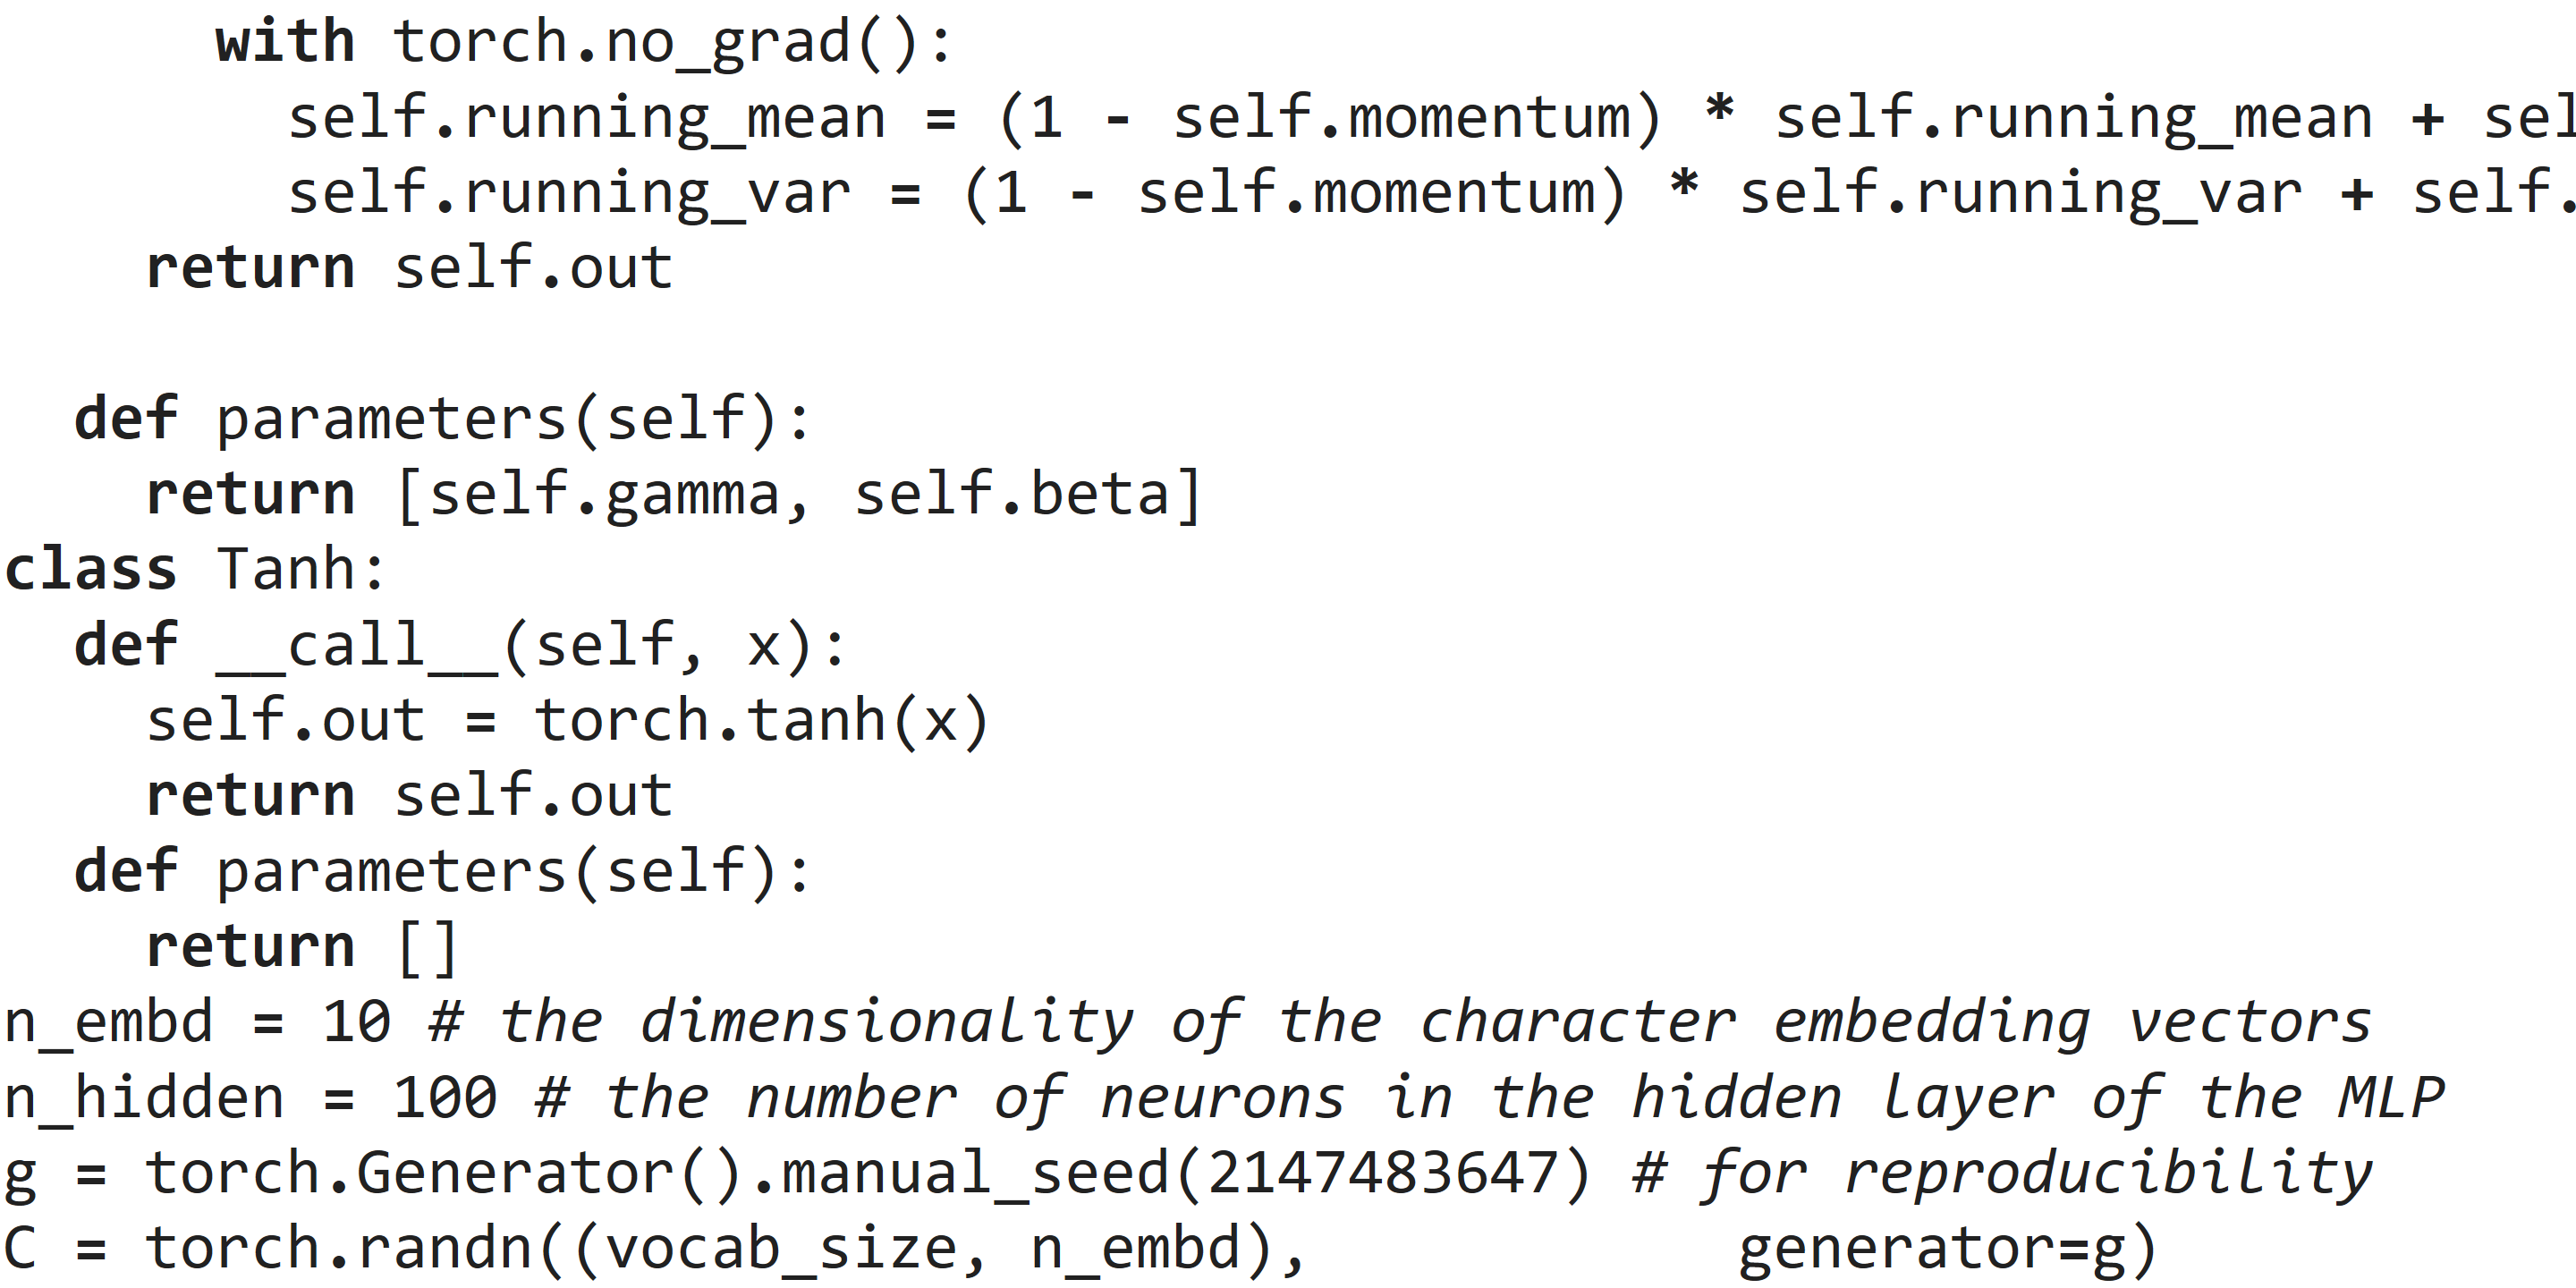 with torch.no_grad():
self.running_mean = (1 - self.momentum) * self.running_mean + sel
self.running_var = (1 - self.momentum) * self.running_var + self.
return self.out
def parameters(self):
return [self.gamma, self.beta]
class Tanh:
def __call__(self, x):
self.out = torch.tanh(x)
return self.out
def parameters(self):
return []
n_embd = 10 # the dimensionality of the character embedding vectors
n_hidden = 100 # the number of neurons in the hidden layer of the MLP
g = torch.Generator().manual_seed(2147483647) # for reproducibility
C = torch.randn((vocab_size, n_embd),            generator=g)